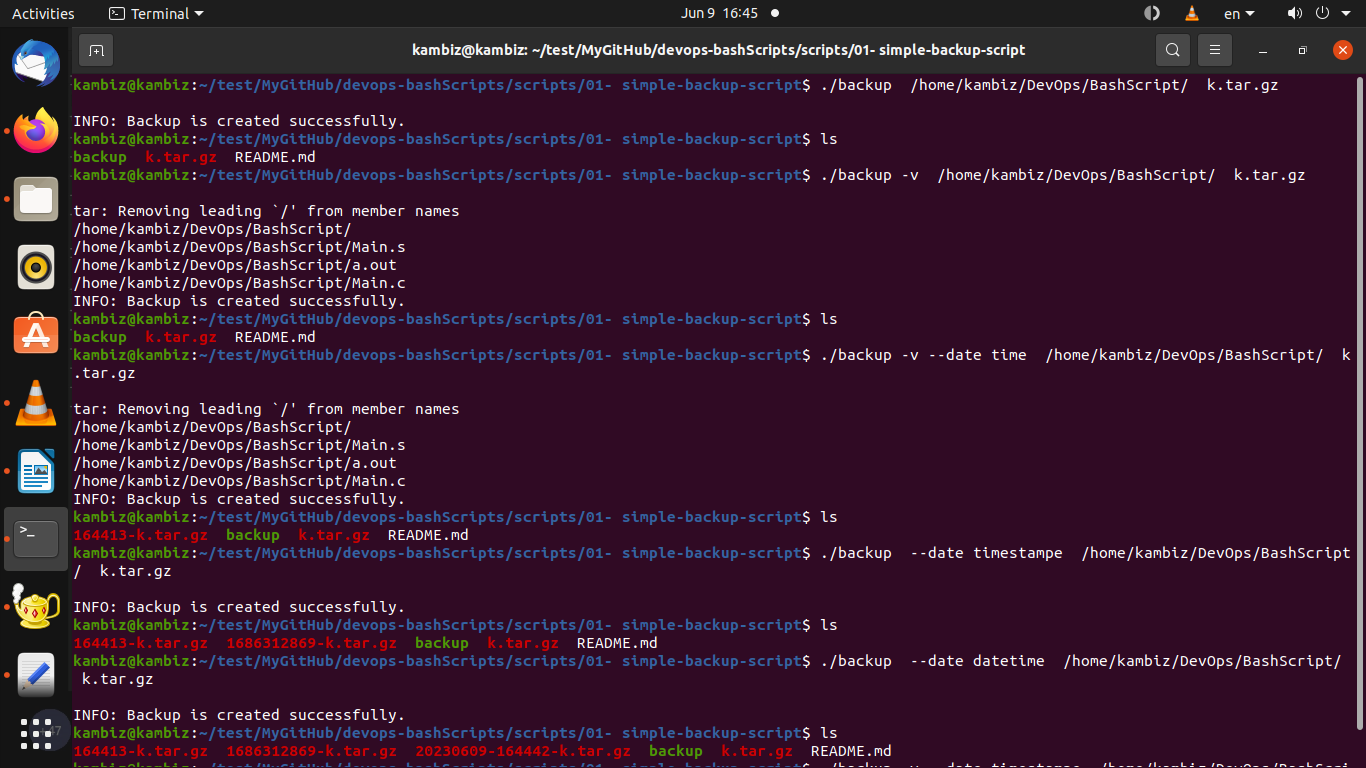 Activities Terminal Jun 9 16:45 en
kambiz@kambiz: ~/test/MyGitHub/devops-bashScripts/scripts/01- simple-backup-script
kambiz@kambiz:~/test/MyGitHub/devops-bashScripts/scripts/01- simple-backup-script$ ./backup  /home/kambiz/DevOps/BashScript/  k.tar.gz
INFO: Backup is created successfully.
kambiz@kambiz:~/test/MyGitHub/devops-bashScripts/scripts/01- simple-backup-script$ ls
backup  k.tar.gz  README.md
kambiz@kambiz:~/test/MyGitHub/devops-bashScripts/scripts/01- simple-backup-script$ ./backup -v  /home/kambiz/DevOps/BashScript/  k.tar.gz
tar: Removing leading `/' from member names
/home/kambiz/DevOps/BashScript/
/home/kambiz/DevOps/BashScript/Main.s
/home/kambiz/DevOps/BashScript/a.out
/home/kambiz/DevOps/BashScript/Main.c
INFO: Backup is created successfully.
kambiz@kambiz:~/test/MyGitHub/devops-bashScripts/scripts/01- simple-backup-script$ ls
backup  k.tar.gz  README.md
kambiz@kambiz:~/test/MyGitHub/devops-bashScripts/scripts/01- simple-backup-script$ ./backup -v --date time  /home/kambiz/DevOps/BashScript/  k
.tar.gz
tar: Removing leading `/' from member names
/home/kambiz/DevOps/BashScript/
/home/kambiz/DevOps/BashScript/Main.s
/home/kambiz/DevOps/BashScript/a.out
/home/kambiz/DevOps/BashScript/Main.c
INFO: Backup is created successfully.
kambiz@kambiz:~/test/MyGitHub/devops-bashScripts/scripts/01- simple-backup-script$ ls
164413-k.tar.gz  backup  k.tar.gz  README.md
kambiz@kambiz:~/test/MyGitHub/devops-bashScripts/scripts/01- simple-backup-script$ ./backup  --date timestampe  /home/kambiz/DevOps/BashScript
/  k.tar.gz
INFO: Backup is created successfully.
kambiz@kambiz:~/test/MyGitHub/devops-bashScripts/scripts/01- simple-backup-script$ ls
164413-k.tar.gz  1686312869-k.tar.gz  backup  k.tar.gz  README.md
kambiz@kambiz:~/test/MyGitHub/devops-bashScripts/scripts/01- simple-backup-script$ ./backup  --date datetime  /home/kambiz/DevOps/BashScript/
 k.tar.gz
INFO: Backup is created successfully.
kambiz@kambiz:~/test/MyGitHub/devops-bashScripts/scripts/01- simple-backup-script$ ls
164413-k.tar.gz  1686312869-k.tar.gz  20230609-164442-k.tar.gz  backup  k.tar.gz  README.md